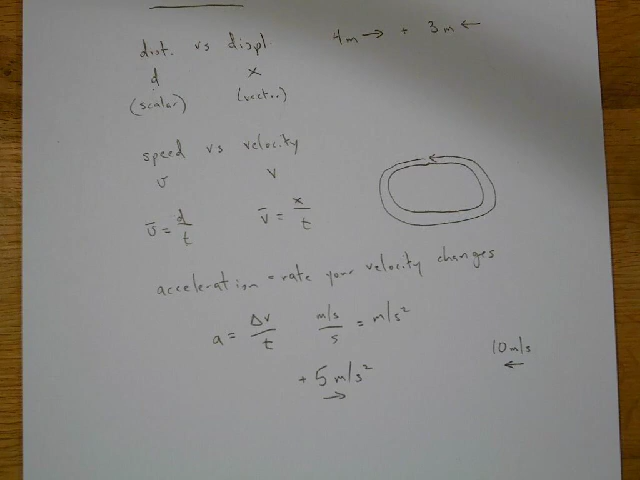 dist. vs displ. 4m → + 3m ←
d x
(scalar) (vector)
speed vs velocity
v v
v̄ = d/t v̄ = x/t
acceleration = rate your velocity changes
a = Δv/t m/s/s = m/s²
10 m/s
←
+5 m/s²
→